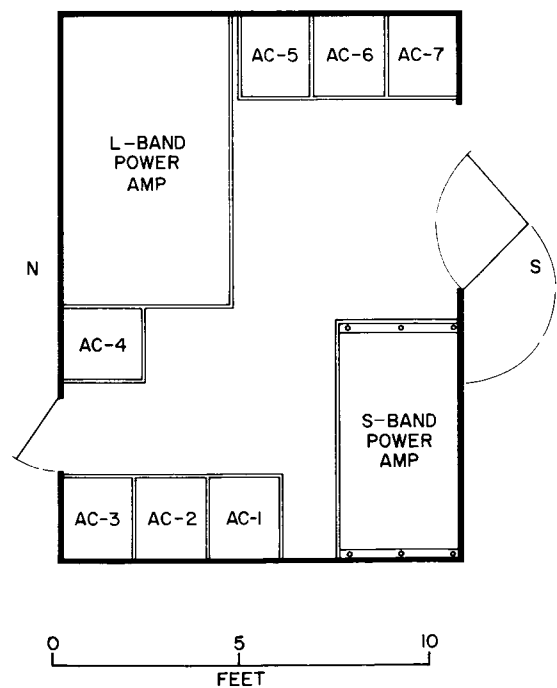 AC-5 AC-6 AC-7
L-BAND
POWER
AMP
N
S
AC-4
S-BAND
POWER
AMP
AC-3 AC-2 AC-1
0 5 10
FEET